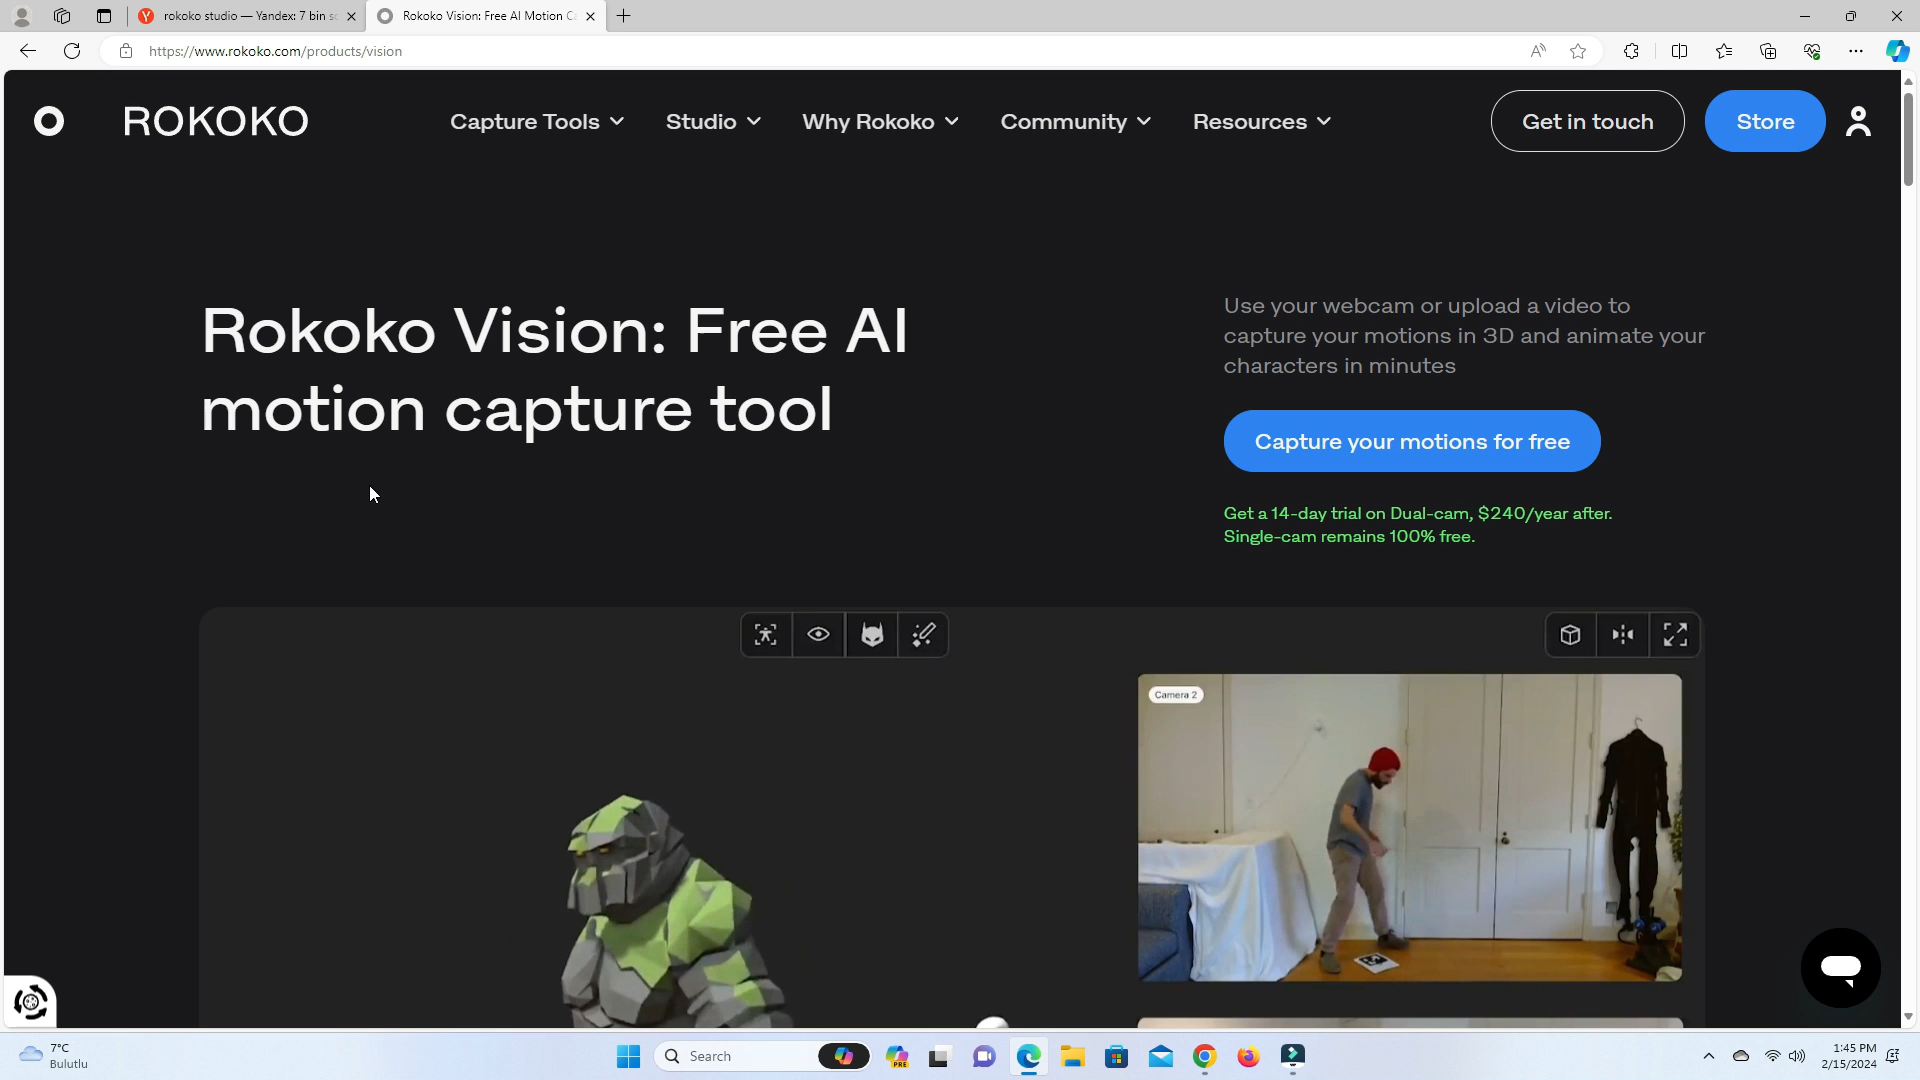 rokoko studio — Yandex: 7 bin s
Rokoko Vision: Free AI Motion C
https://www.rokoko.com/products/vision
ROKOKO
Capture Tools
Studio
Why Rokoko
Community
Resources
Get in touch
Store
Rokoko Vision: Free AI
motion capture tool
Use your webcam or upload a video to
capture your motions in 3D and animate your
characters in minutes
Capture your motions for free
Get a 14-day trial on Dual-cam, $240/year after.
Single-cam remains 100% free.
Camera 2
7°C
Bulutlu
Search
PRE
1:45 PM
2/15/2024